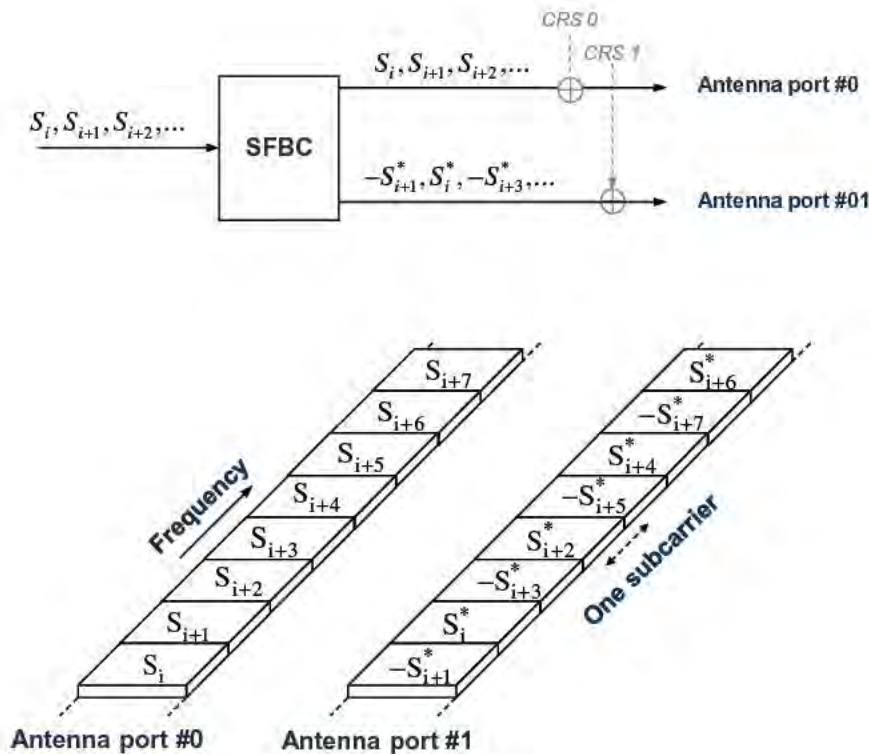 CRS 0
CRS 1
S_i, S_{i+1}, S_{i+2},...
Antenna port #0
S_i, S_{i+1}, S_{i+2},...
SFBC
-S^*_{i+1}, S^*_i, -S^*_{i+3},...
Antenna port #01
S_{i+7}
S_{i+6}
S_{i+5}
S_{i+4}
S_{i+3}
S_{i+2}
S_{i+1}
S_i
Frequency
Antenna port #0
S^*_{i+6}
-S^*_{i+7}
S^*_{i+4}
-S^*_{i+5}
S^*_{i+2}
-S^*_{i+3}
S^*_i
-S^*_{i+1}
One subcarrier
Antenna port #1